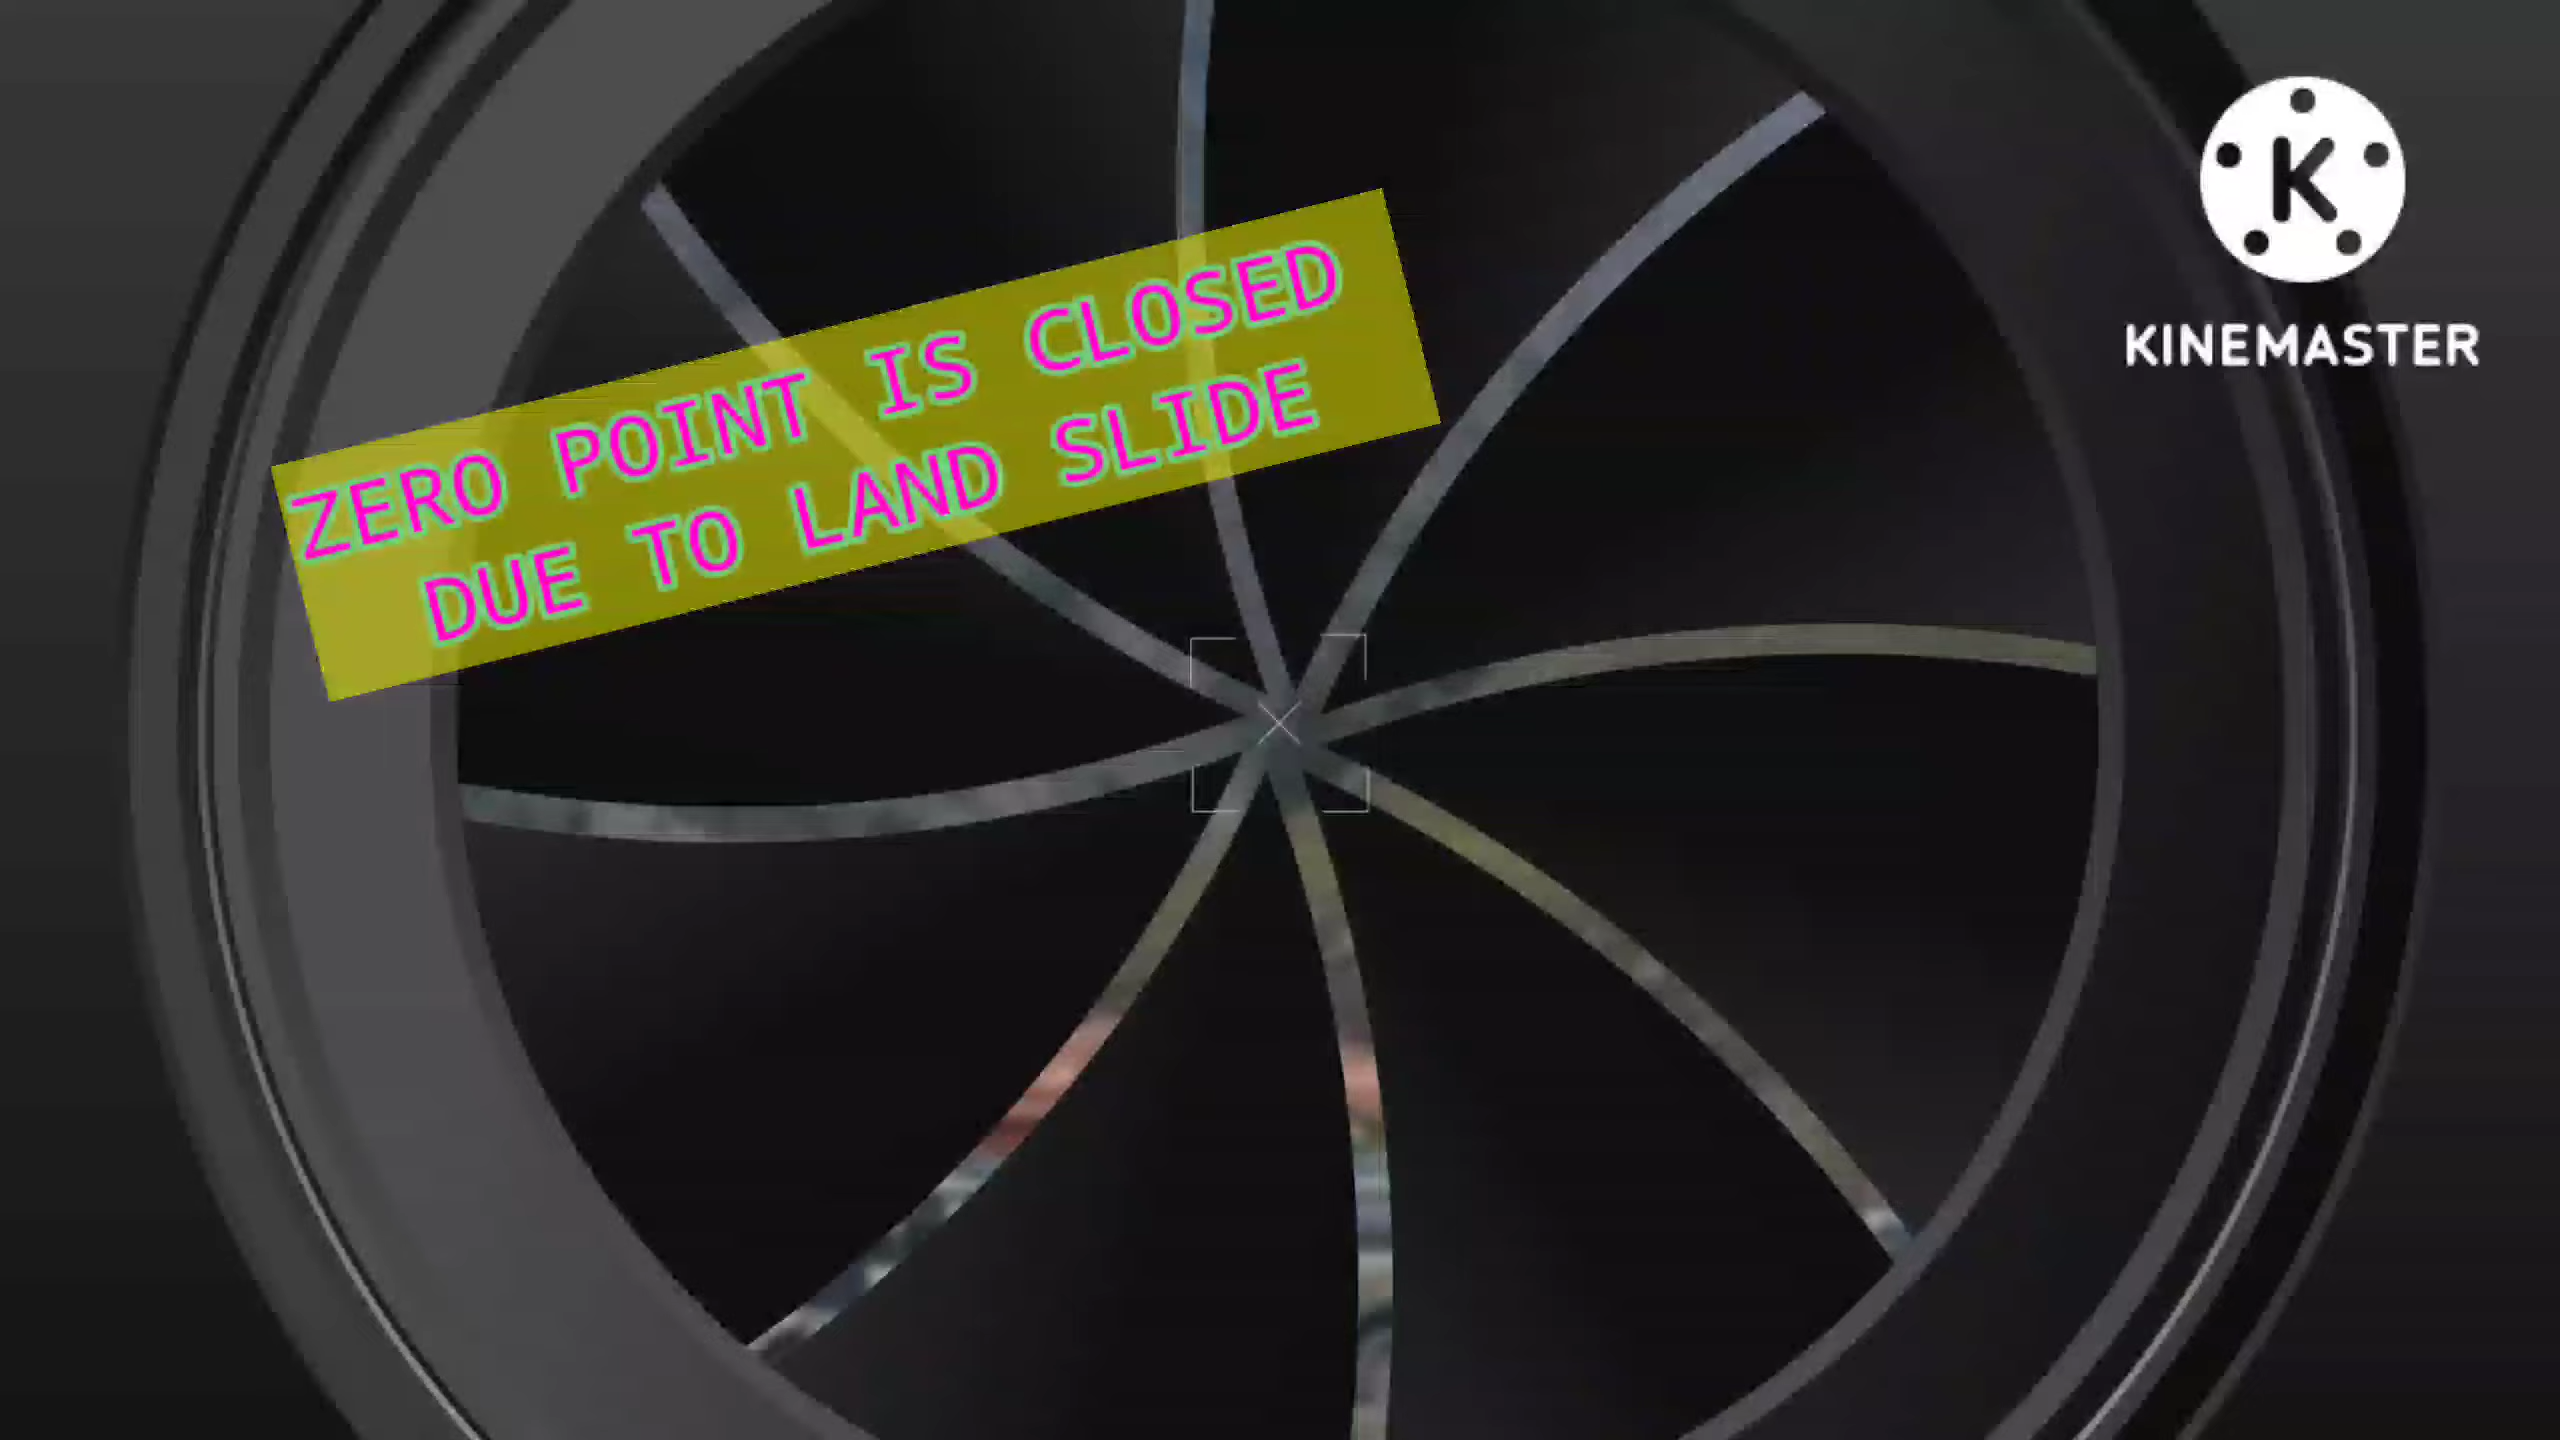 ZERO POINT IS CLOSED
DUE TO LAND SLIDE
K
KINEMASTER